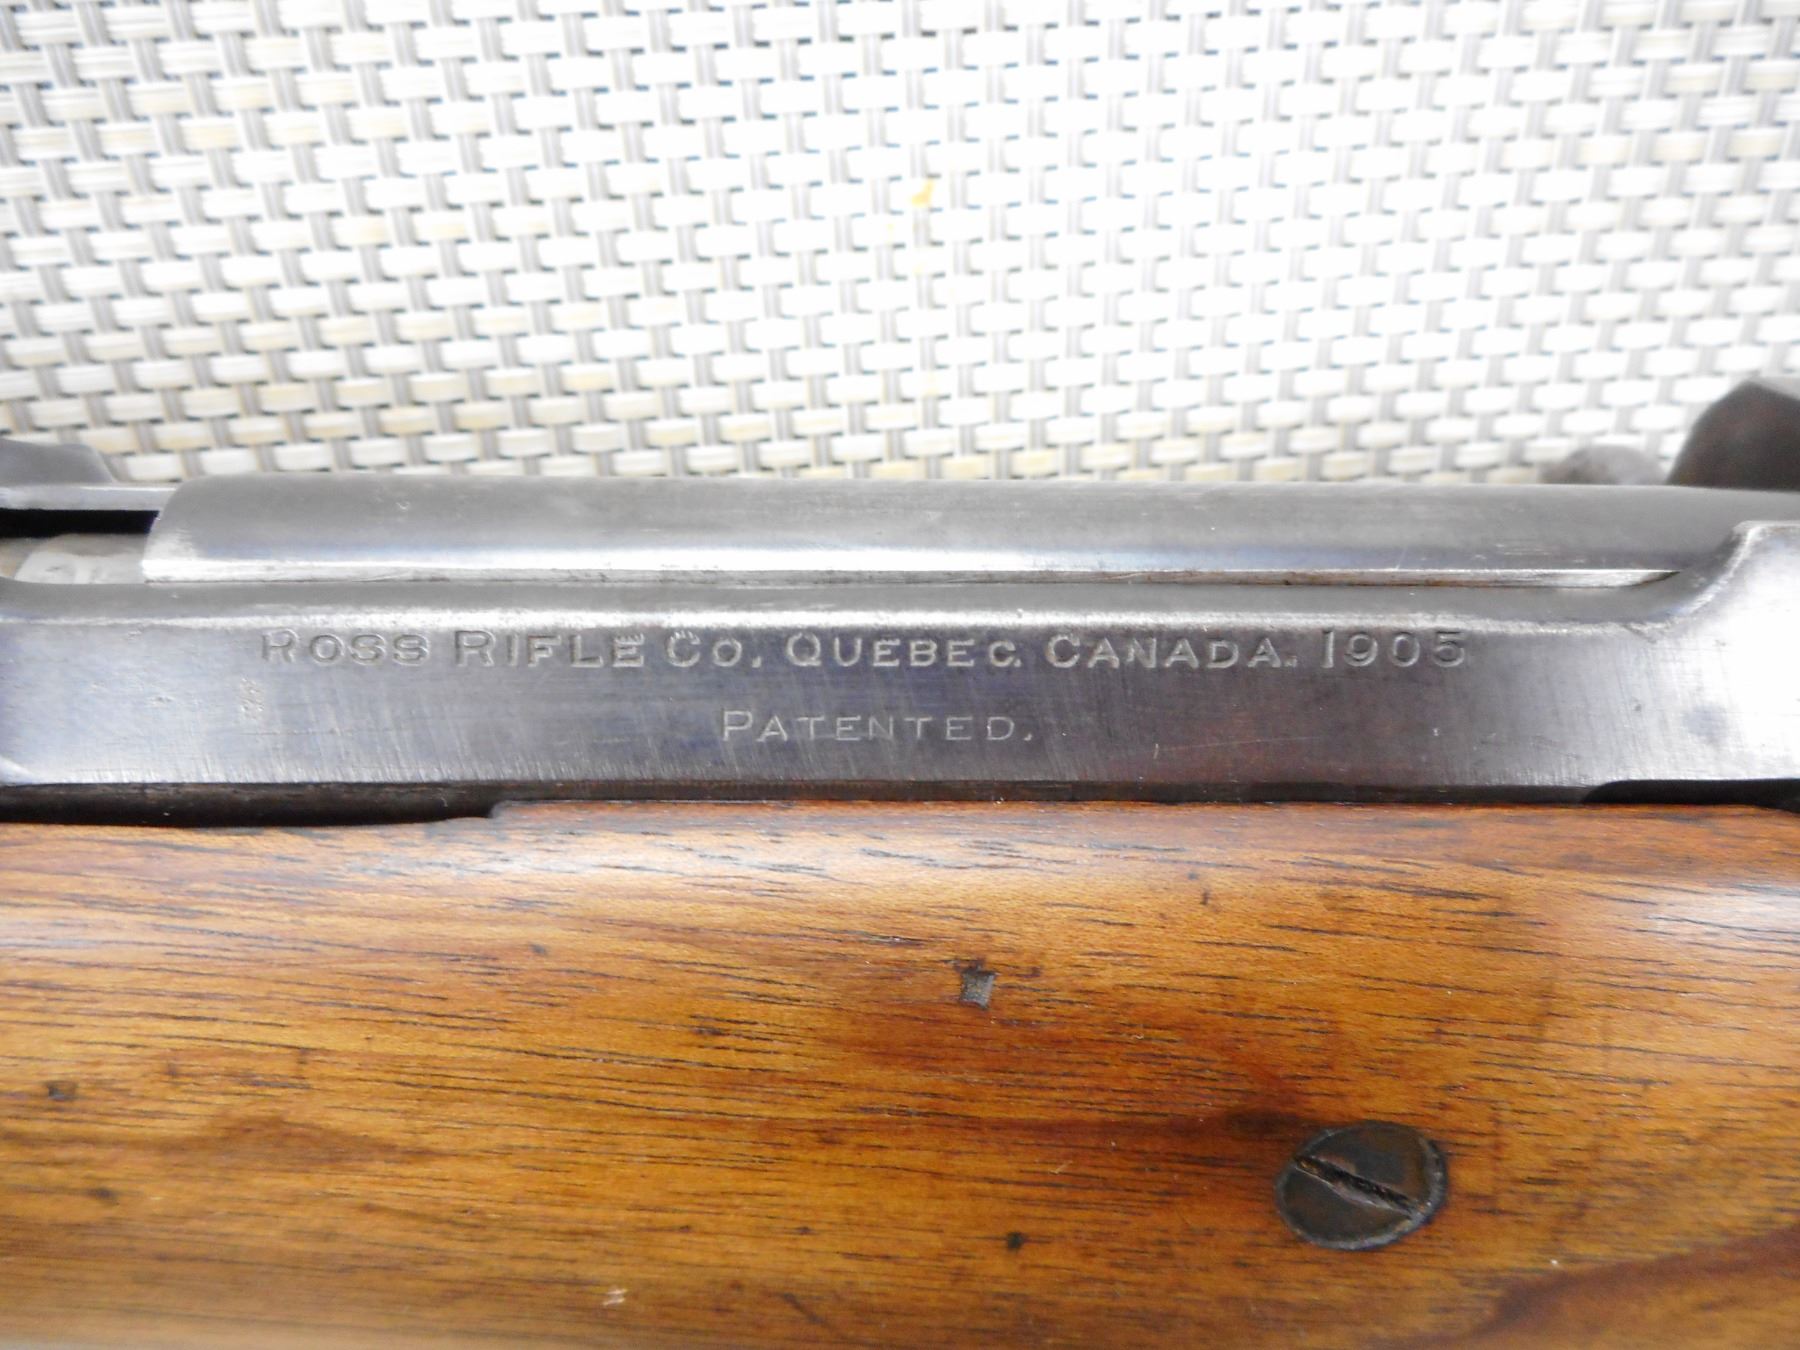 ROSS RIFLE CO. QUEBEC. CANADA. 1905
PATENTED.